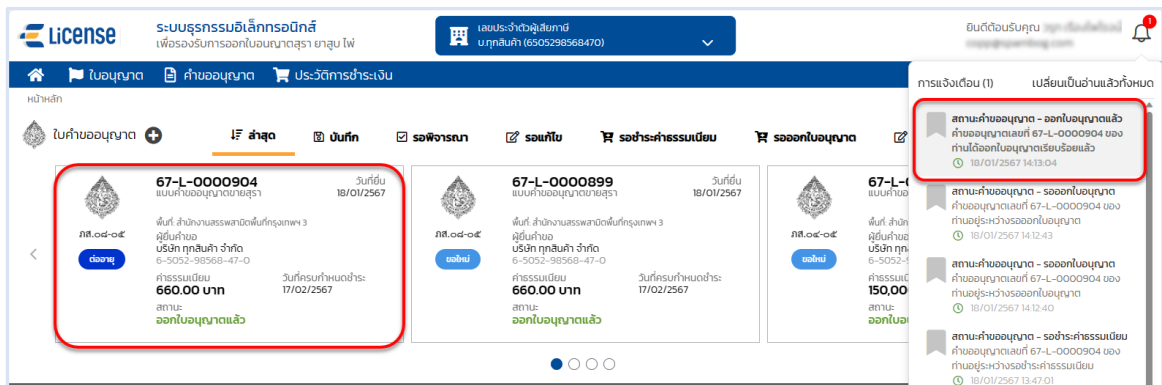 License
ระบบธุรกรรมอิเล็กทรอนิกส์
เพื่อรองรับการออกใบอนุญาตสุรา ยาสูบ ไพ่
เลขประจำตัวผู้เสียภาษี
บ.ทุกสินค้า (6505298568470)
ยินดีต้อนรับคุณ
1
ใบอนุญาต
คำขออนุญาต
ประวัติการชำระเงิน
หน้าหลัก
ใบคำขออนุญาต
ล่าสุด
บันทึก
รอพิจารณา
รอแก้ไข
รอชำระค่าธรรมเนียม
รอออกใบอนุญาต
67-L-0000904
แบบคำขออนุญาตขายสุรา
วันที่ยื่น
18/01/2567
พื้นที่ สำนักงานสรรพสามิตพื้นที่กรุงเทพฯ 3
ภส.๐๘-๐๕
ผู้ยื่นคำขอ
บริษัท ทุกสินค้า จำกัด
6-5052-98568-47-0
ต่ออายุ
ค่าธรรมเนียม
660.00 บาท
วันที่ครบกำหนดชำระ
17/02/2567
สถานะ
ออกใบอนุญาตแล้ว
67-L-0000899
แบบคำขออนุญาตขายสุรา
วันที่ยื่น
18/01/2567
พื้นที่ สำนักงานสรรพสามิตพื้นที่กรุงเทพฯ 3
ภส.๐๘-๐๕
ผู้ยื่นคำขอ
บริษัท ทุกสินค้า จำกัด
6-5052-98568-47-0
ขอใหม่
ค่าธรรมเนียม
660.00 บาท
วันที่ครบกำหนดชำระ
17/02/2567
สถานะ
ออกใบอนุญาตแล้ว
67-L-
แบบคำขอ
พื้นที่ สำนัก
ภส.๐๘-๐๕
ผู้ยื่นคำขอ
บริษัท ทุก
6-5052-
ขอใหม่
ค่าธรรมเนี
150,00
สถานะ
ออกใบอ
การแจ้งเตือน (1)
เปลี่ยนเป็นอ่านแล้วทั้งหมด
สถานะคำขออนุญาต - ออกใบอนุญาตแล้ว
คำขออนุญาตเลขที่ 67-L-0000904 ของ
ท่านได้ออกใบอนุญาตเรียบร้อยแล้ว
18/01/2567 14:13:04
สถานะคำขออนุญาต - รอออกใบอนุญาต
คำขออนุญาตเลขที่ 67-L-0000904 ของ
ท่านอยู่ระหว่างรอออกใบอนุญาต
18/01/2567 14:12:43
สถานะคำขออนุญาต - รอออกใบอนุญาต
คำขออนุญาตเลขที่ 67-L-0000904 ของ
ท่านอยู่ระหว่างรอออกใบอนุญาต
18/01/2567 14:12:40
สถานะคำขออนุญาต - รอชำระค่าธรรมเนียม
คำขออนุญาตเลขที่ 67-L-0000904 ของ
ท่านอยู่ระหว่างรอชำระค่าธรรมเนียม
18/01/2567 13:47:01